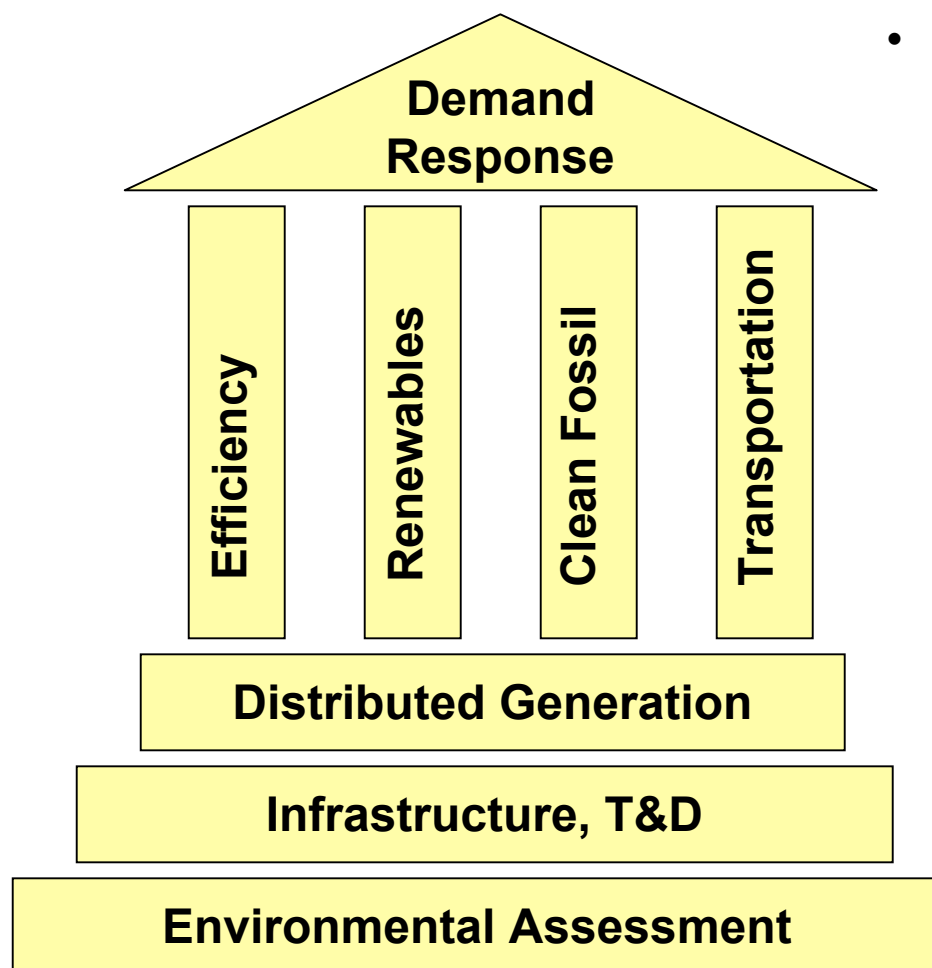 •
Demand
Response
Efficiency
Renewables
Clean Fossil
Transportation
Distributed Generation
Infrastructure, T&D
Environmental Assessment